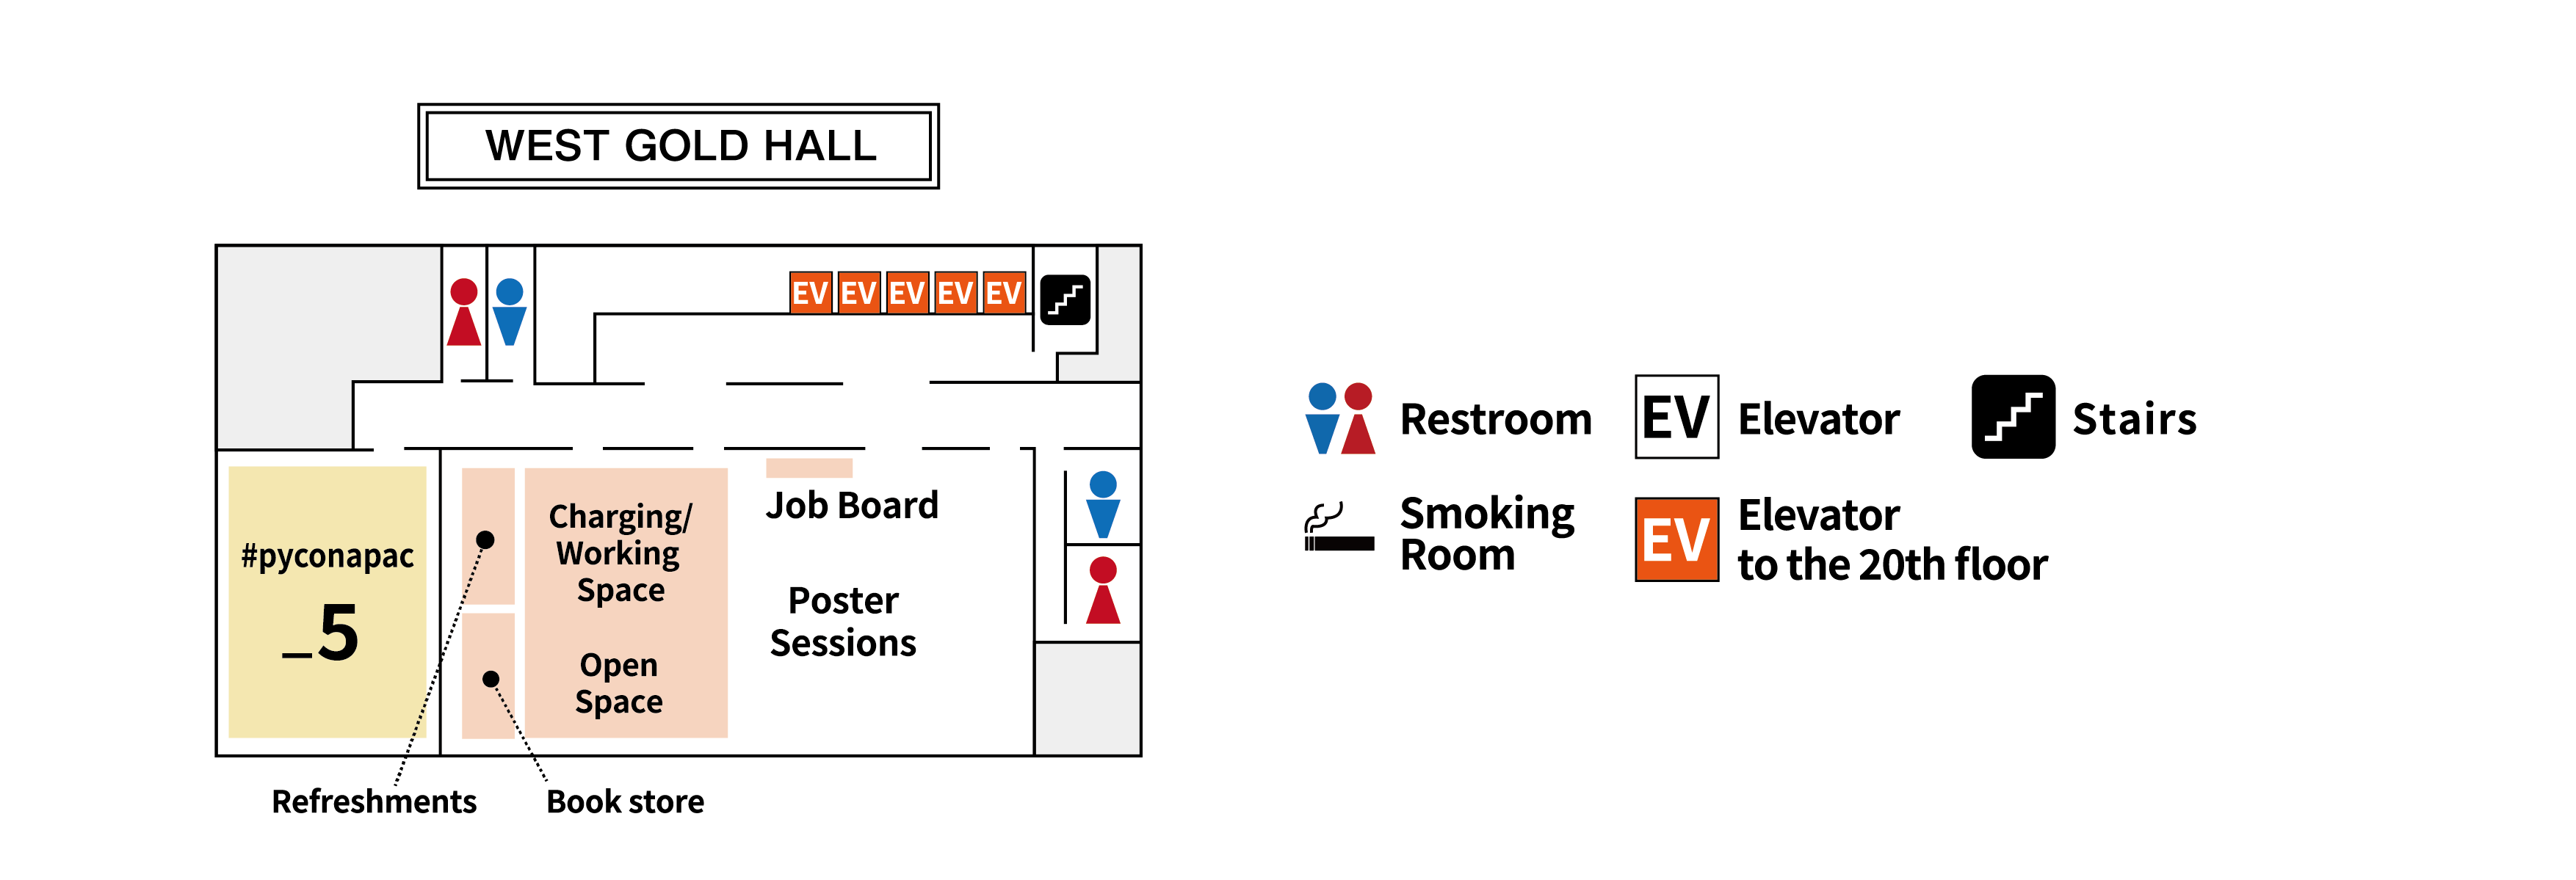 WEST GOLD HALL
EV EV EV EV EV
#pyconapac
_5
Charging/
Working
Space
Open
Space
Job Board
Poster
Sessions
Refreshments
Book store
Restroom
EV Elevator
Stairs
Smoking
Room
EV Elevator
to the 20th floor